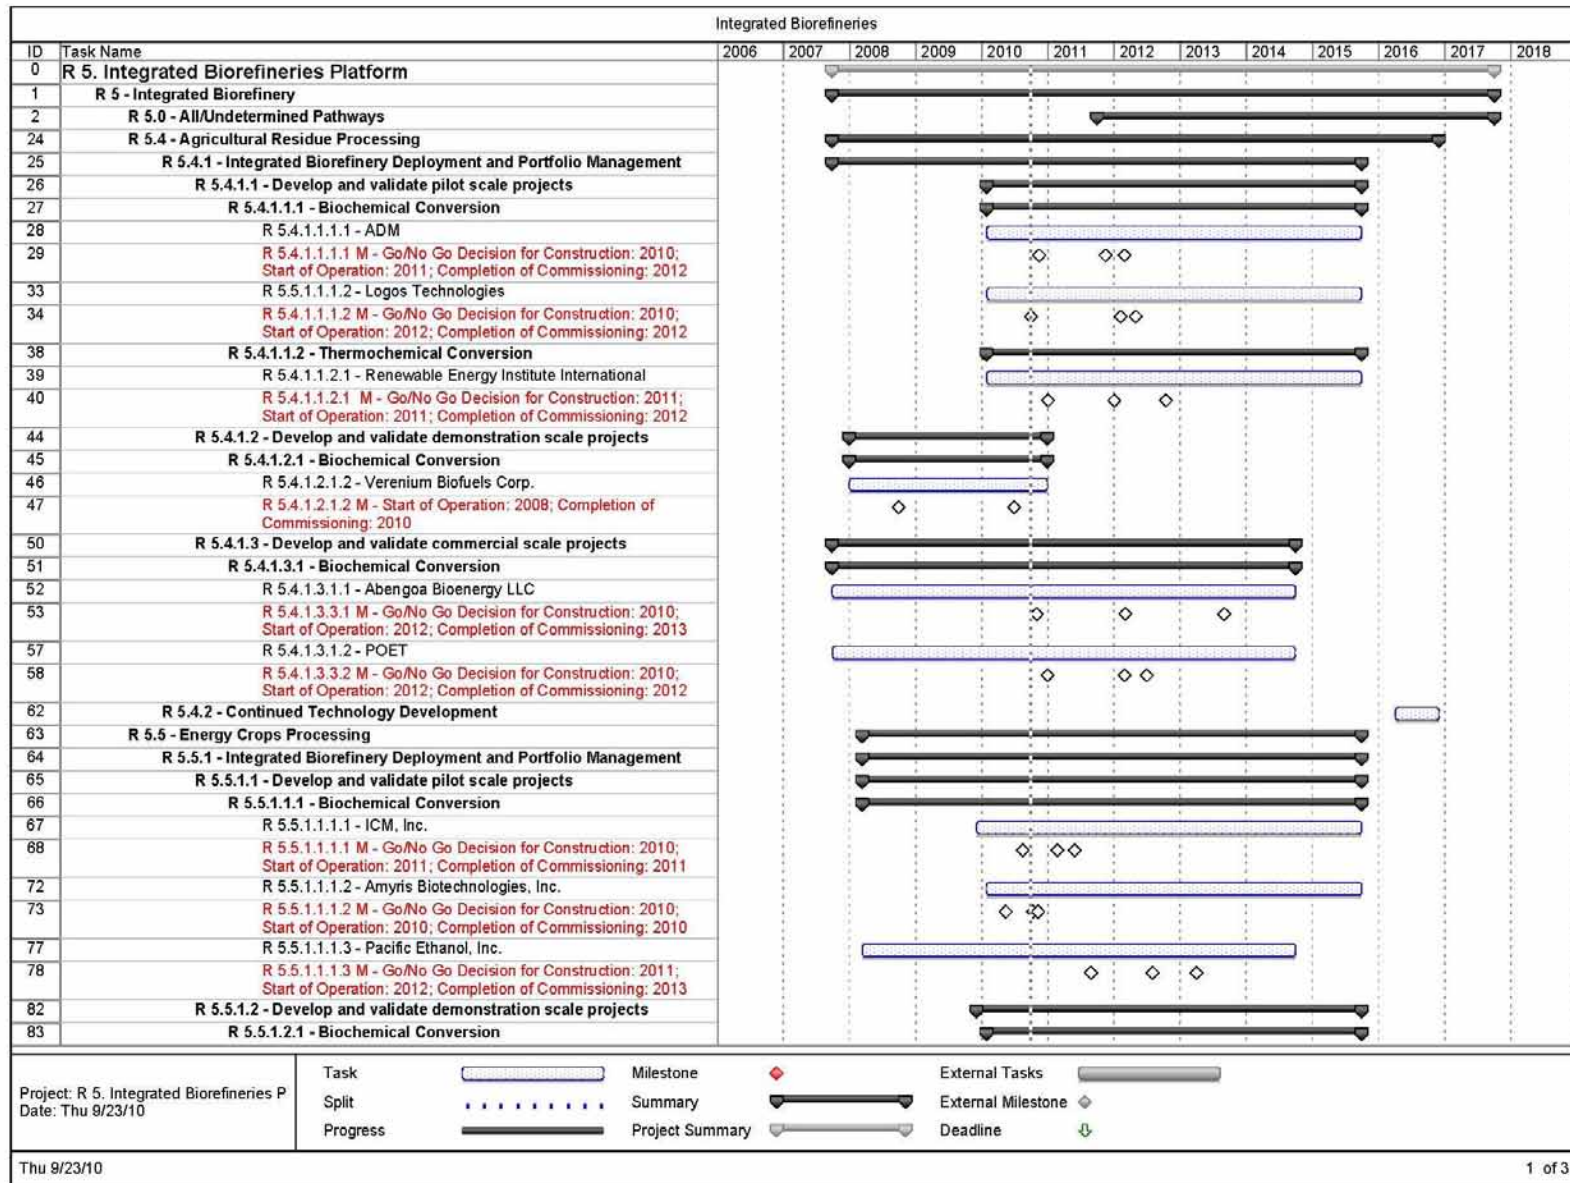 Integrated Biorefineries
ID Task Name 2006 2007 2008 2009 2010 2011 2012 2013 2014 2015 2016 2017 2018
0 R 5. Integrated Biorefineries Platform
1 R 5 - Integrated Biorefinery
2 R 5.0 - All/Undetermined Pathways
24 R 5.4 - Agricultural Residue Processing
25 R 5.4.1 - Integrated Biorefinery Deployment and Portfolio Management
26 R 5.4.1.1 - Develop and validate pilot scale projects
27 R 5.4.1.1.1 - Biochemical Conversion
28 R 5.4.1.1.1.1 - ADM
29 R 5.4.1.1.1.1 M - Go/No Go Decision for Construction: 2010;
Start of Operation: 2011; Completion of Commissioning: 2012
33 R 5.5.1.1.1.2 - Logos Technologies
34 R 5.4.1.1.1.2 M - Go/No Go Decision for Construction: 2010;
Start of Operation: 2012; Completion of Commissioning: 2012
38 R 5.4.1.1.2 - Thermochemical Conversion
39 R 5.4.1.1.2.1 - Renewable Energy Institute International
40 R 5.4.1.1.2.1 M - Go/No Go Decision for Construction: 2011;
Start of Operation: 2011; Completion of Commissioning: 2012
44 R 5.4.1.2 - Develop and validate demonstration scale projects
45 R 5.4.1.2.1 - Biochemical Conversion
46 R 5.4.1.2.1.2 - Verenium Biofuels Corp.
47 R 5.4.1.2.1.2 M - Start of Operation: 2008; Completion of
Commissioning: 2010
50 R 5.4.1.3 - Develop and validate commercial scale projects
51 R 5.4.1.3.1 - Biochemical Conversion
52 R 5.4.1.3.1.1 - Abengoa Bioenergy LLC
53 R 5.4.1.3.3.1 M - Go/No Go Decision for Construction: 2010;
Start of Operation: 2012; Completion of Commissioning: 2013
57 R 5.4.1.3.1.2 - POET
58 R 5.4.1.3.3.2 M - Go/No Go Decision for Construction: 2010;
Start of Operation: 2012; Completion of Commissioning: 2012
62 R 5.4.2 - Continued Technology Development
63 R 5.5 - Energy Crops Processing
64 R 5.5.1 - Integrated Biorefinery Deployment and Portfolio Management
65 R 5.5.1.1 - Develop and validate pilot scale projects
66 R 5.5.1.1.1 - Biochemical Conversion
67 R 5.5.1.1.1.1 - ICM, Inc.
68 R 5.5.1.1.1.1 M - Go/No Go Decision for Construction: 2010;
Start of Operation: 2011; Completion of Commissioning: 2011
72 R 5.5.1.1.1.2 - Amyris Biotechnologies, Inc.
73 R 5.5.1.1.1.2 M - Go/No Go Decision for Construction: 2010;
Start of Operation: 2010; Completion of Commissioning: 2010
77 R 5.5.1.1.1.3 - Pacific Ethanol, Inc.
78 R 5.5.1.1.1.3 M - Go/No Go Decision for Construction: 2011;
Start of Operation: 2012; Completion of Commissioning: 2013
82 R 5.5.1.2 - Develop and validate demonstration scale projects
83 R 5.5.1.2.1 - Biochemical Conversion
Project: R 5. Integrated Biorefineries P
Date: Thu 9/23/10
Task Milestone External Tasks
Split Summary External Milestone
Progress Project Summary Deadline
Thu 9/23/10 1 of 3